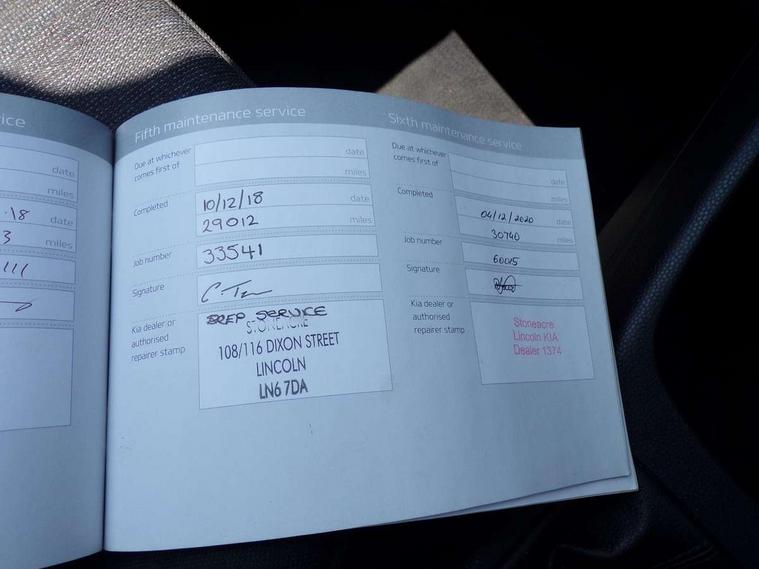 ice
date
miles
.18 date
3 miles
111
Fifth maintenance service
Due at whichever
comes first of
date
miles
Completed
10/12/18 date
29012 miles
Job number
33541
Signature
Kia dealer or
authorised
repairer stamp
PREP SERVICE
STONEACRE
108/116 DIXON STREET
LINCOLN
LN6 7DA
Sixth maintenance service
Due at whichever
comes first of
date
miles
Completed
04/12/2020 date
30740 miles
Job number
60015
Signature
Kia dealer or
authorised
repairer stamp
Stoneacre
Lincoln KIA
Dealer 1374